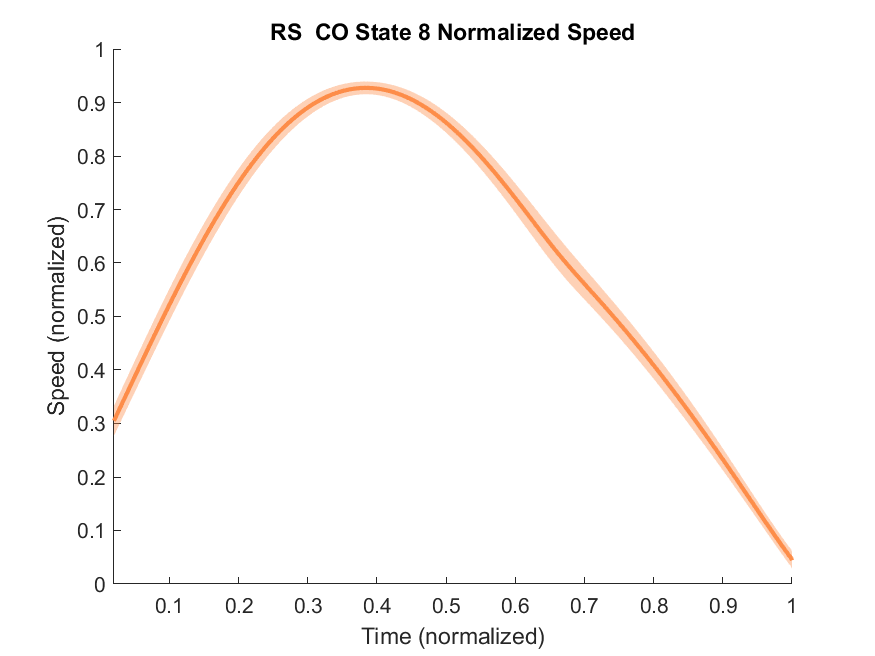 RS  CO State 8 Normalized Speed
1
0.9
0.8
0.7
0.6
0.5
0.4
0.3
0.2
0.1
0
Speed (normalized)
0.1 0.2 0.3 0.4 0.5 0.6 0.7 0.8 0.9 1
Time (normalized)